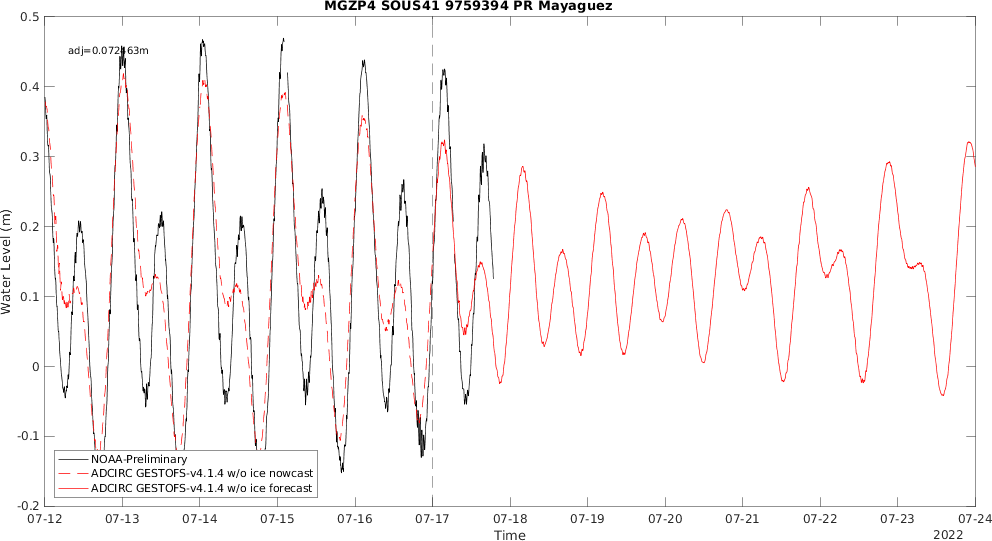 MGZP4 SOUS41 9759394 PR Mayaguez
0.5
0.4
0.3
0.2
0.1
0
-0.1
-0.2
Water Level (m)
adj=0.072463m
NOAA-Preliminary
ADCIRC GESTOFS-v4.1.4 w/o ice nowcast
ADCIRC GESTOFS-v4.1.4 w/o ice forecast
07-12 07-13 07-14 07-15 07-16 07-17 07-18 07-19 07-20 07-21 07-22 07-23 07-24
Time
2022